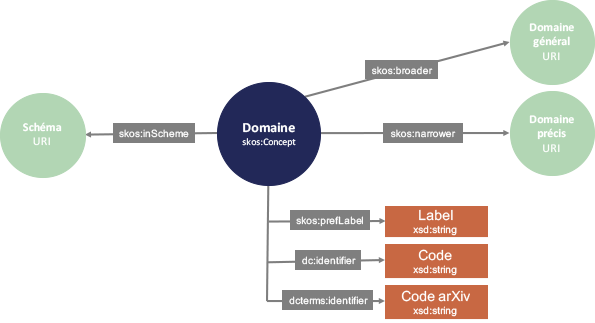 Domaine
général
URI
skos:broader
Schéma
URI
skos:inScheme
Domaine
skos:Concept
skos:narrower
Domaine
précis
URI
skos:prefLabel
Label
xsd:string
dc:identifier
Code
xsd:string
dcterms:identifier
Code arXiv
xsd:string